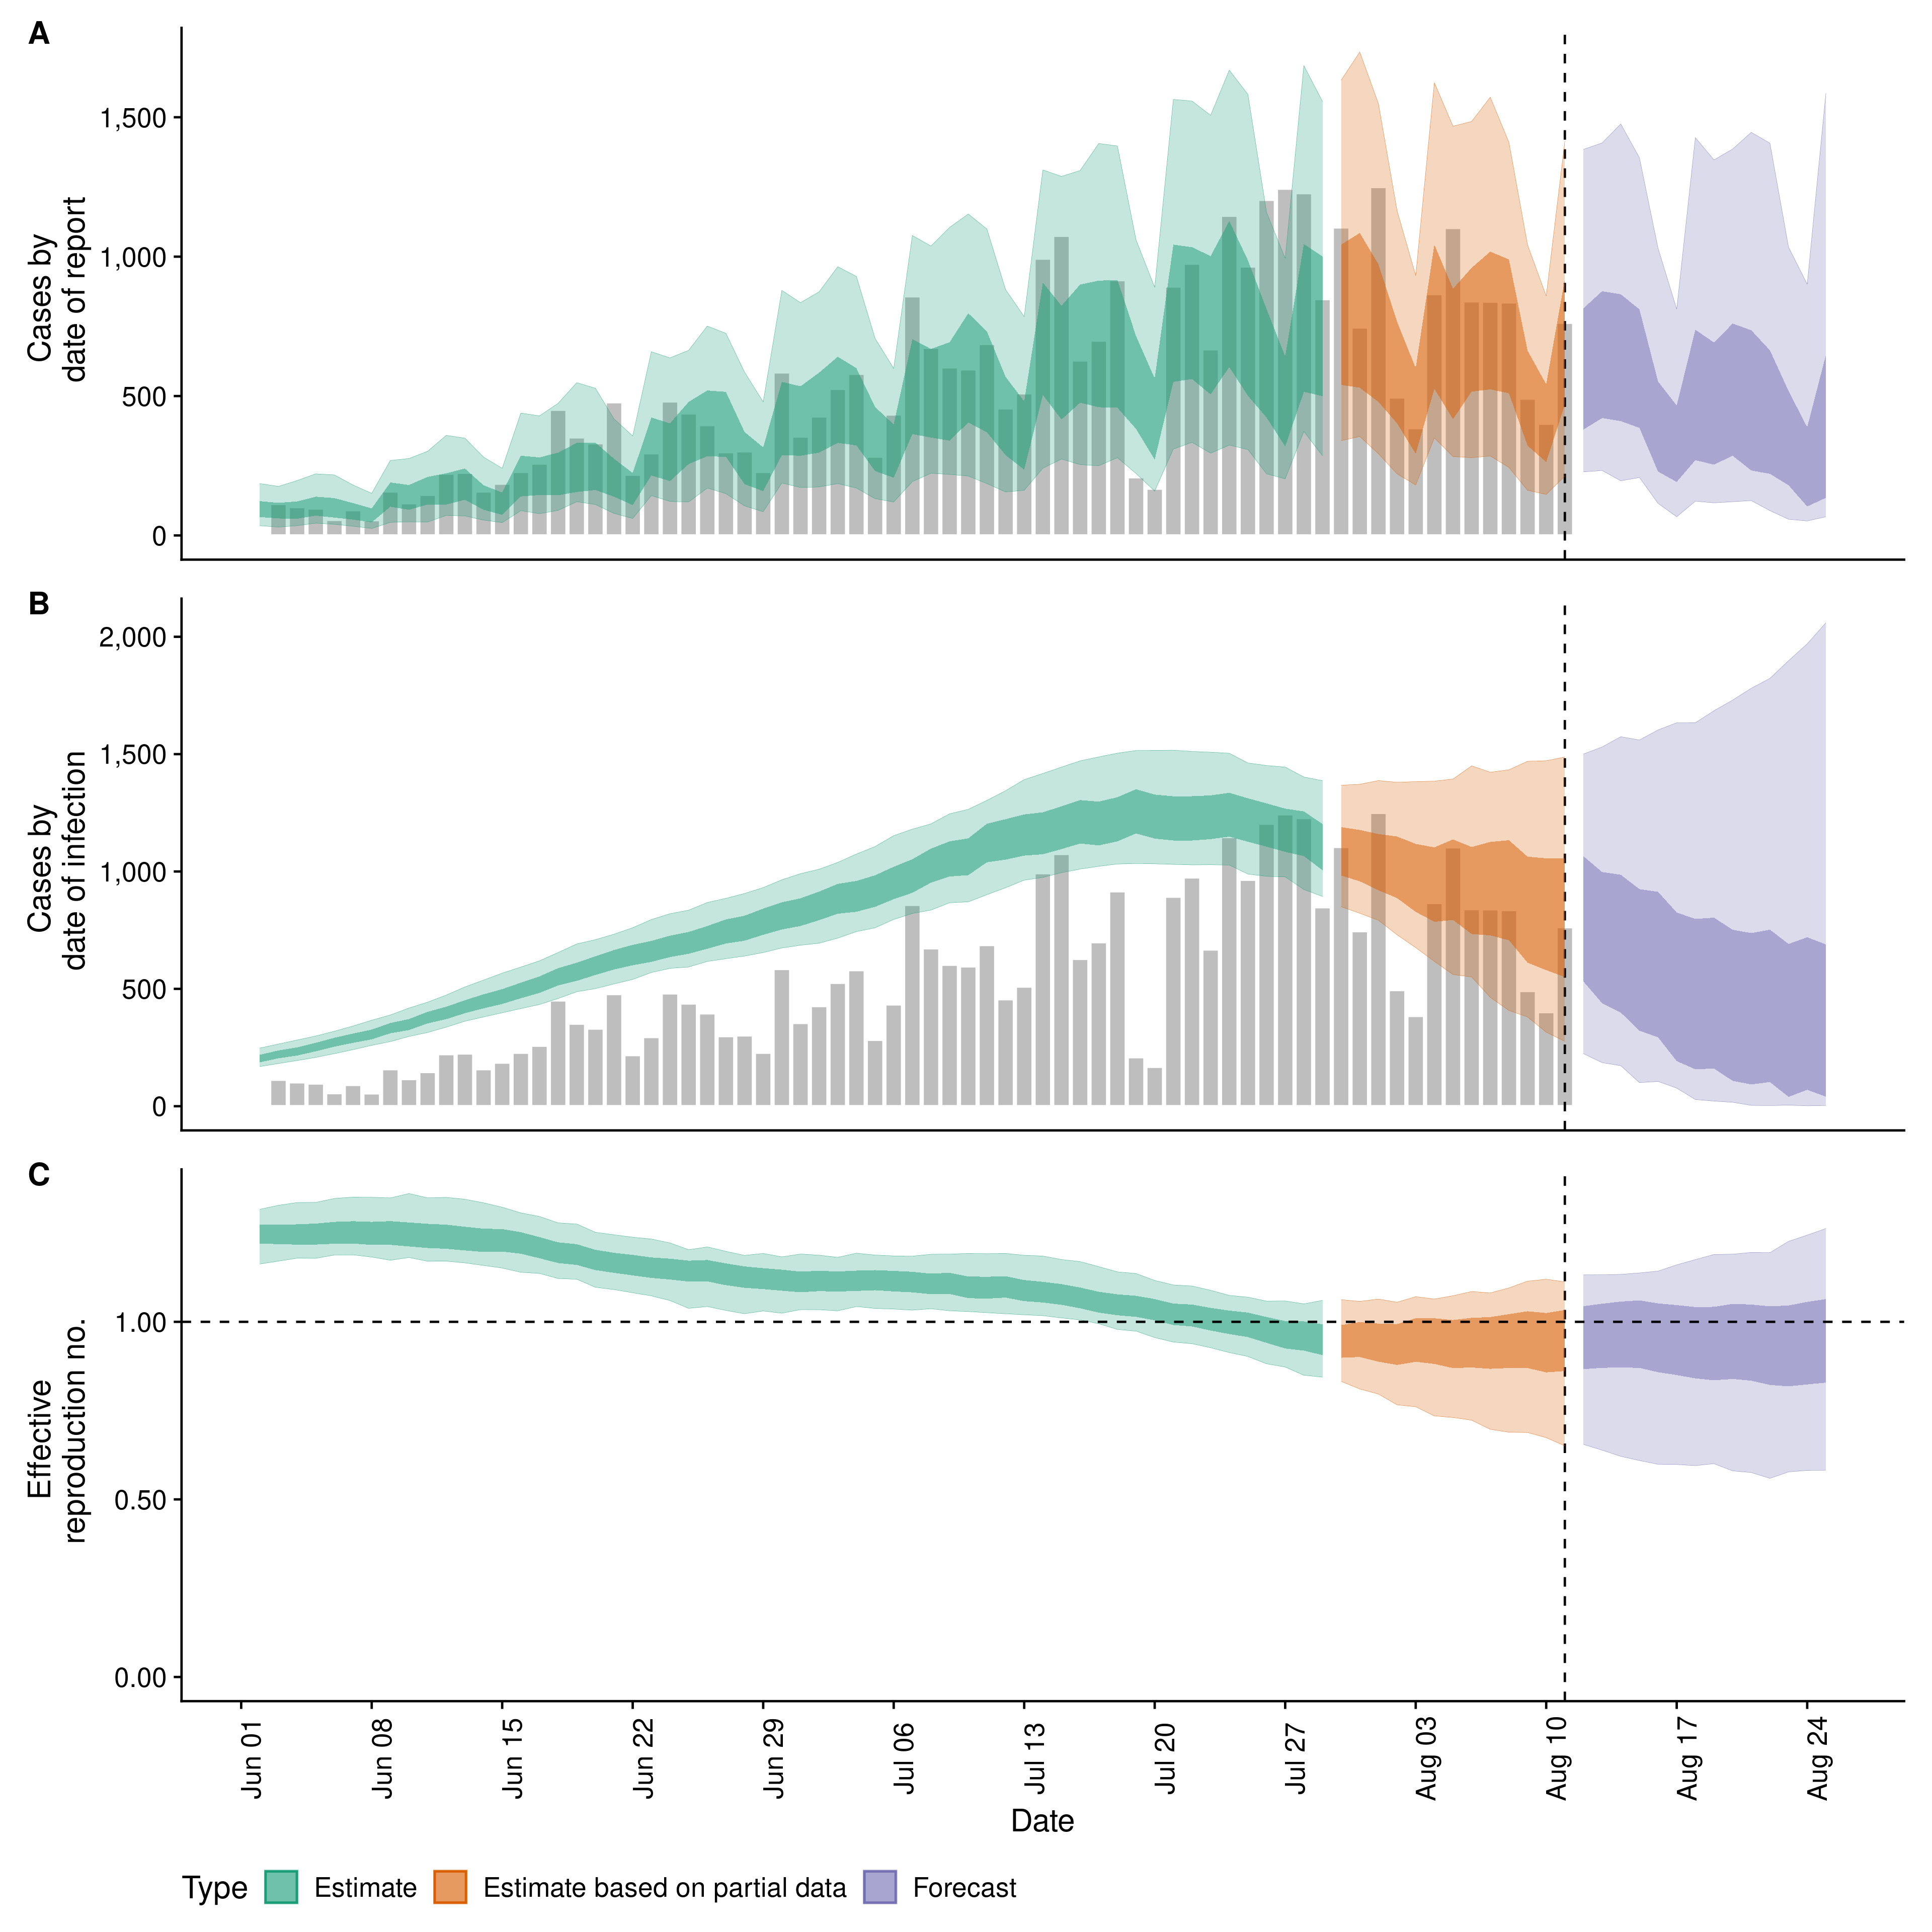 A
Cases by
date of report
1,500
1,000
500
0
B
Cases by
date of infection
2,000
1,500
1,000
500
0
C
Effective
reproduction no.
1.00
0.50
0.00
Jun 01
Jun 08
Jun 15
Jun 22
Jun 29
Jul 06
Jul 13
Jul 20
Jul 27
Aug 03
Aug 10
Aug 17
Aug 24
Date
Type Estimate Estimate based on partial data Forecast